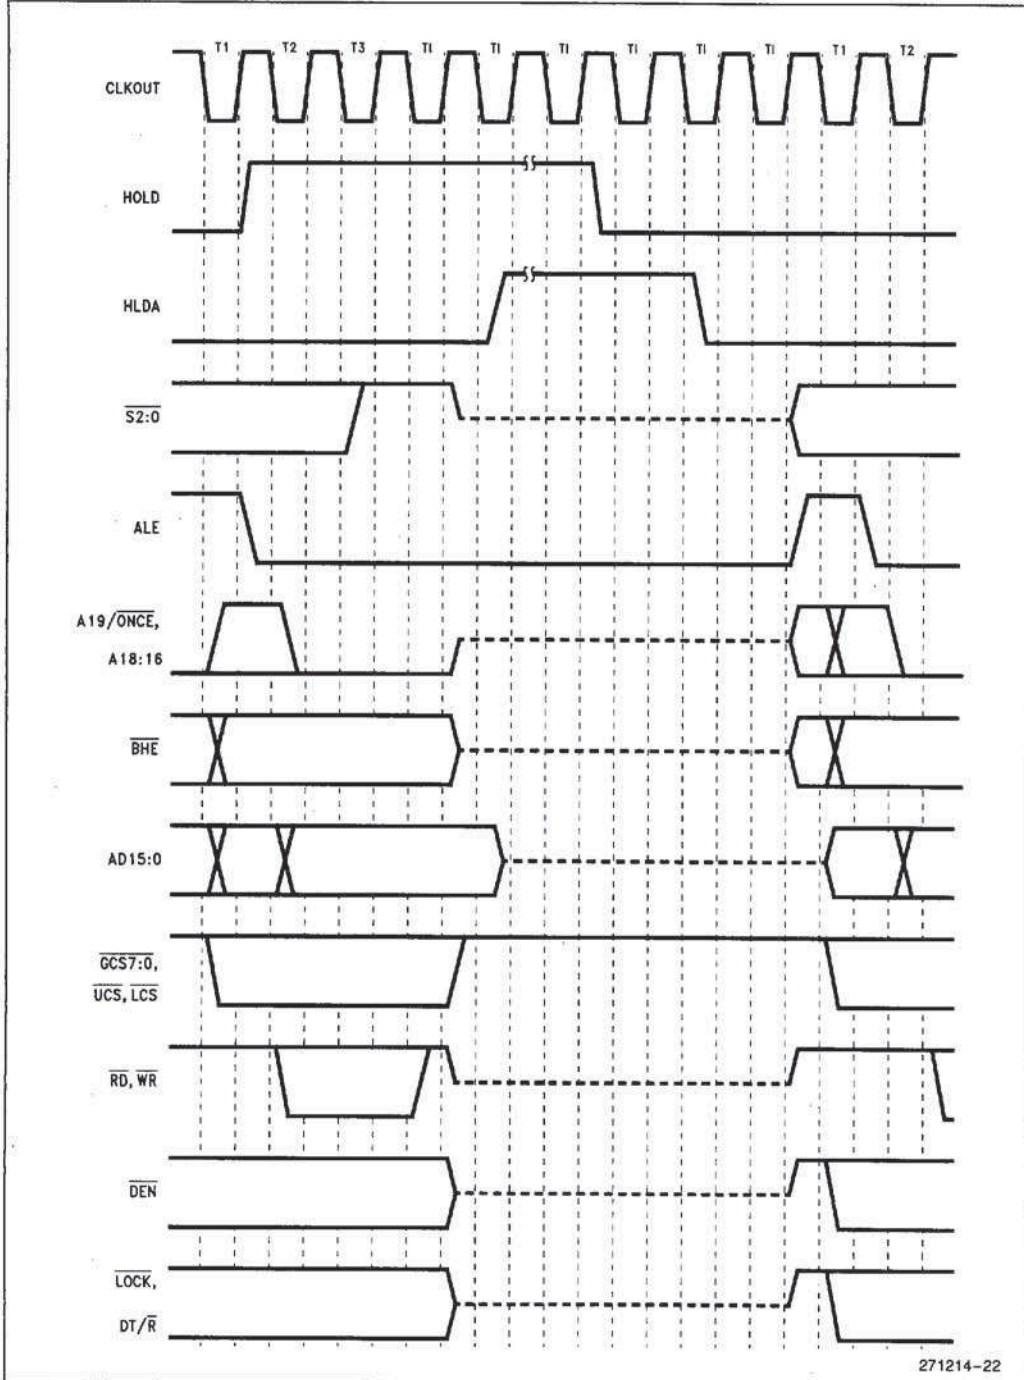 T1 T2 T3 TI TI TI TI TI TI T1 T2
CLKOUT
HOLD
HLDA
S2:0
ALE
A19/ONCE,
A18:16
BHE
AD15:0
GCS7:0,
UCS, LCS
RD, WR
DEN
LOCK,
DT/R
271214-22